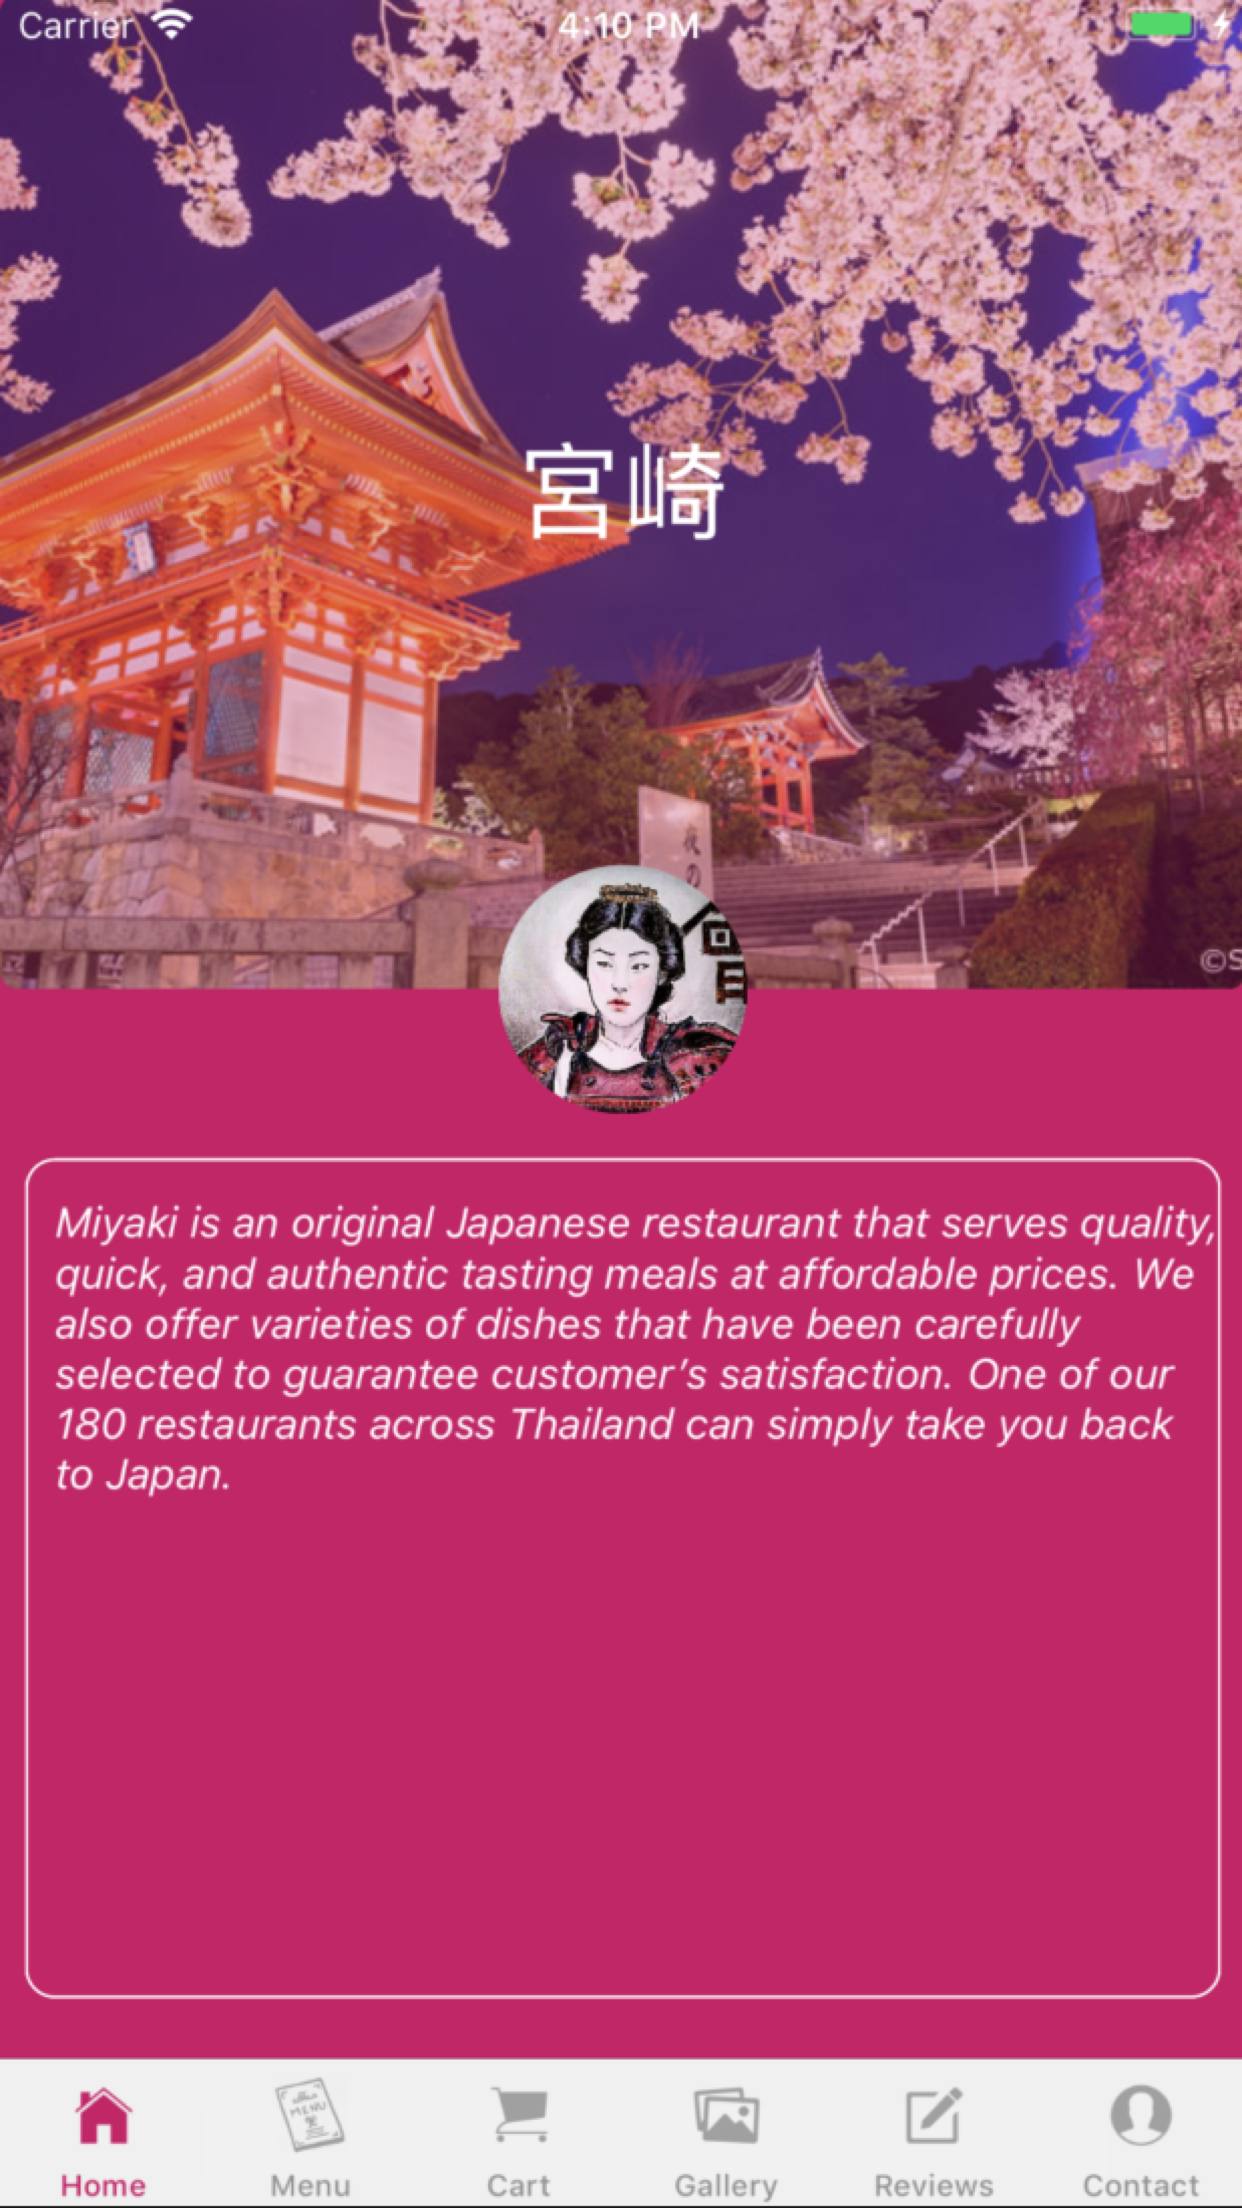 Carrier
4:10 PM
宮崎
夜の
©S
Miyaki is an original Japanese restaurant that serves quality,
quick, and authentic tasting meals at affordable prices. We
also offer varieties of dishes that have been carefully
selected to guarantee customer’s satisfaction. One of our
180 restaurants across Thailand can simply take you back
to Japan.
MENU
Home
Menu
Cart
Gallery
Reviews
Contact